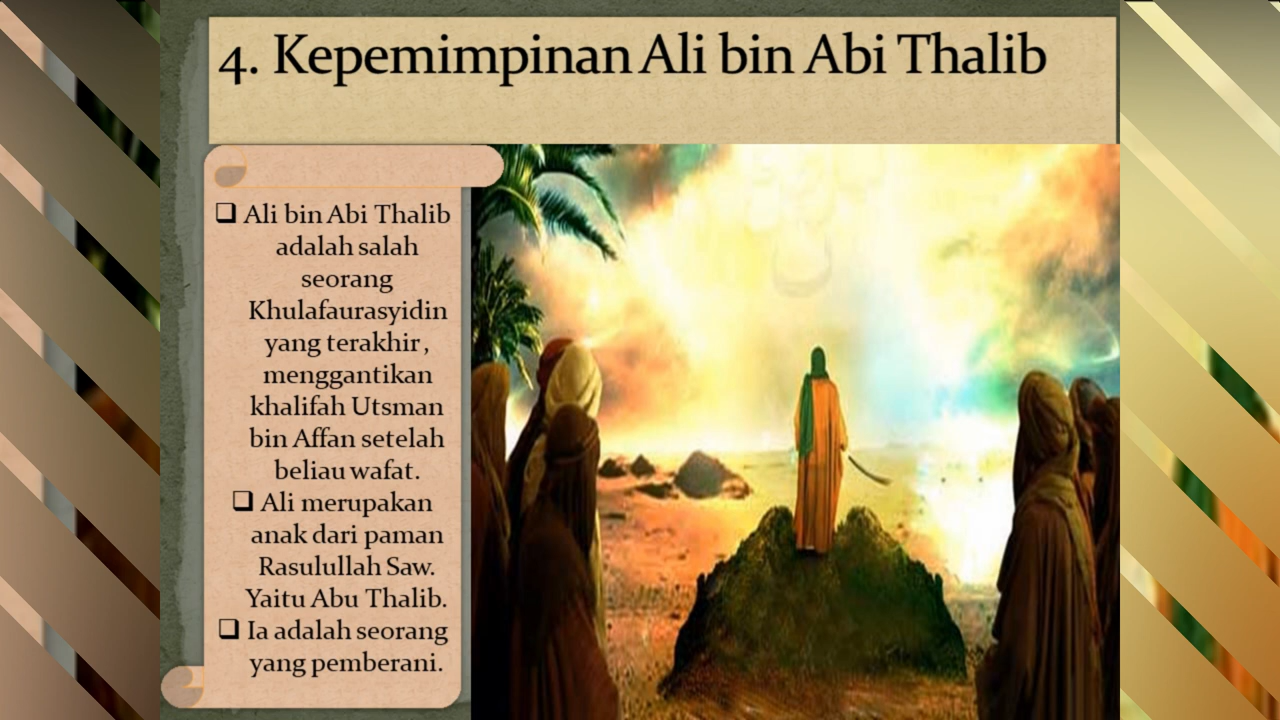 4. Kepemimpinan Ali bin Abi Thalib
❑ Ali bin Abi Thalib
adalah salah
seorang
Khulafaurasyidin
yang terakhir ,
menggantikan
khalifah Utsman
bin Affan setelah
beliau wafat.
❑ Ali merupakan
anak dari paman
Rasulullah Saw.
Yaitu Abu Thalib.
❑ Ia adalah seorang
yang pemberani.